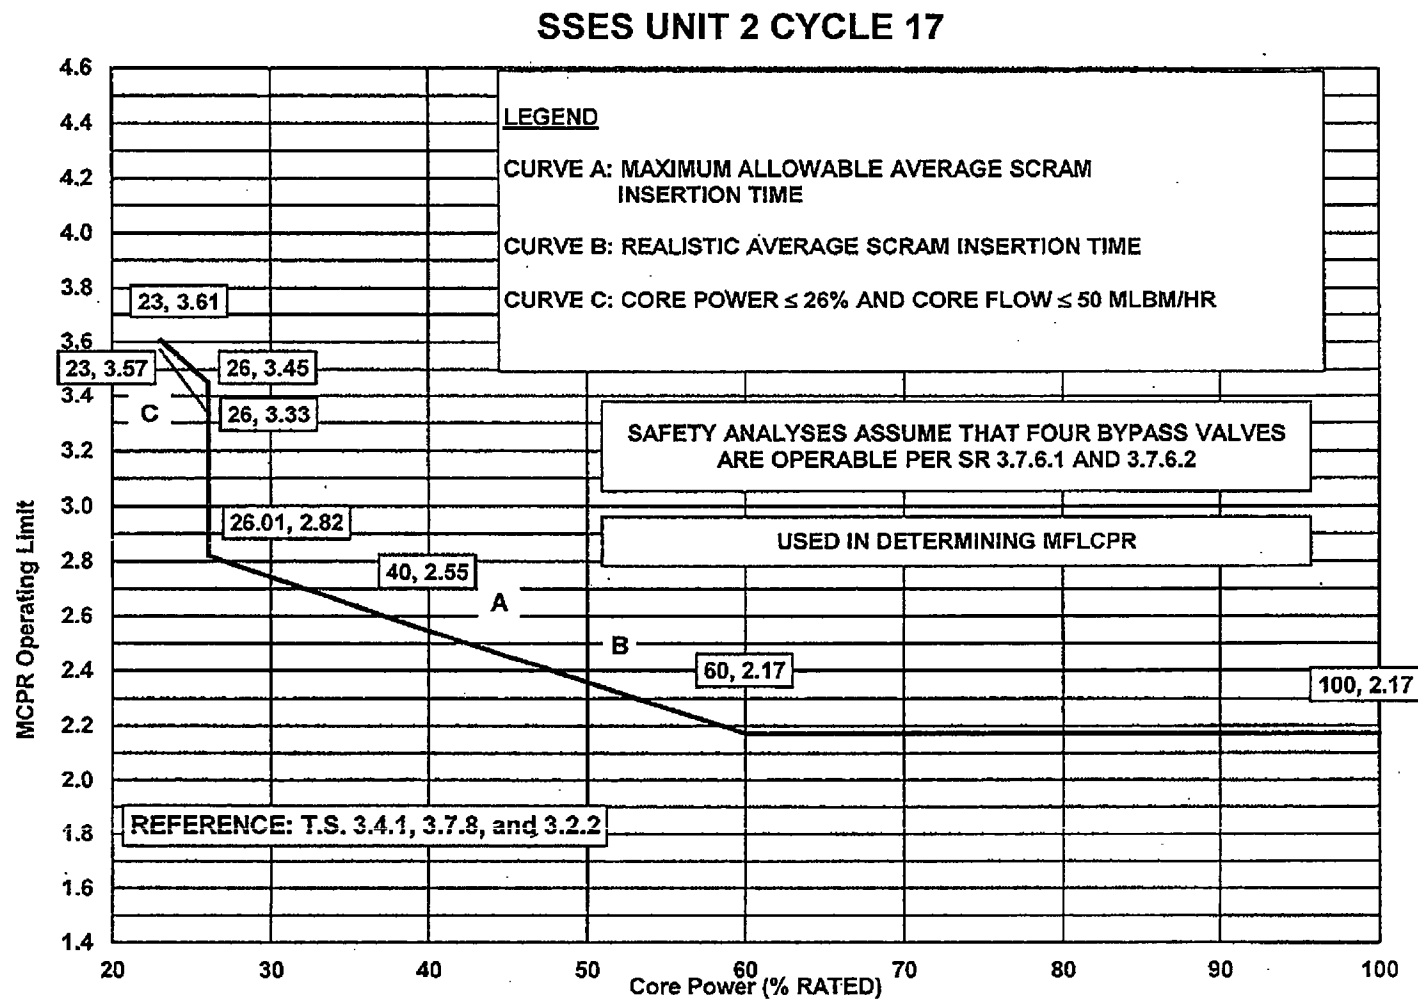 SSES UNIT 2 CYCLE 17
4.6
4.4
4.2
4.0
3.8
3.6
3.4
3.2
3.0
2.8
2.6
2.4
2.2
2.0
1.8
1.6
1.4
MCPR Operating Limit
LEGEND
CURVE A: MAXIMUM ALLOWABLE AVERAGE SCRAM
INSERTION TIME
CURVE B: REALISTIC AVERAGE SCRAM INSERTION TIME
CURVE C: CORE POWER ≤ 26% AND CORE FLOW ≤ 50 MLBM/HR
23, 3.61
23, 3.57
26, 3.45
C
26, 3.33
SAFETY ANALYSES ASSUME THAT FOUR BYPASS VALVES
ARE OPERABLE PER SR 3.7.6.1 AND 3.7.6.2
26.01, 2.82
USED IN DETERMINING MFLCPR
40, 2.55
A
B
60, 2.17
100, 2.17
REFERENCE: T.S. 3.4.1, 3.7.8, and 3.2.2
20
30
40
50
60
70
80
90
100
Core Power (% RATED)